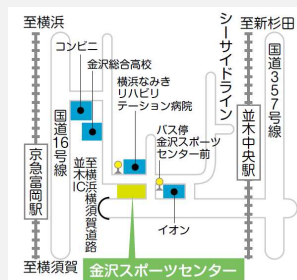 至横浜
コンビニ
金沢総合高校
横浜なみき
リハビリ
テーション病院
シーサイドライン
至新杉田
国道357号線
国道16号線
京急富岡駅
至横浜横須賀道路
並木IC
バス停
金沢スポーツ
センター前
並木中央駅
イオン
至横須賀
金沢スポーツセンター